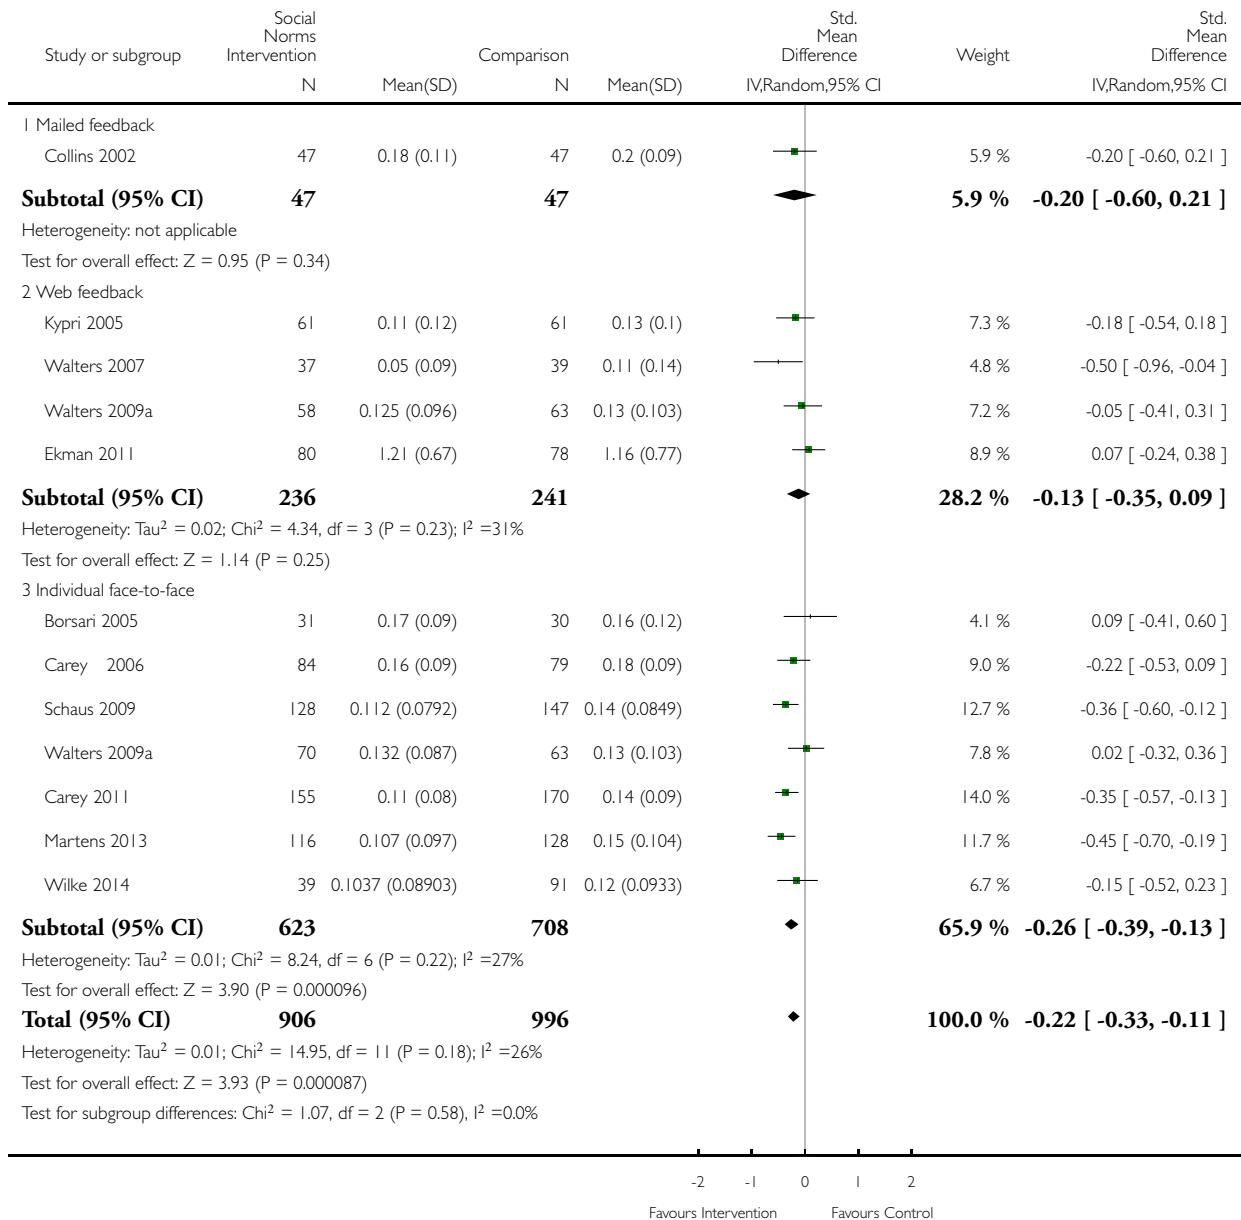 Study or subgroup Social Norms Intervention Comparison Std. Mean Difference Weight Std. Mean Difference
N Mean(SD) N Mean(SD) IV,Random,95% CI IV,Random,95% CI
1 Mailed feedback
Collins 2002 47 0.18 (0.11) 47 0.2 (0.09) 5.9 % -0.20 [ -0.60, 0.21 ]
Subtotal (95% CI) 47 47 5.9 % -0.20 [ -0.60, 0.21 ]
Heterogeneity: not applicable
Test for overall effect: Z = 0.95 (P = 0.34)
2 Web feedback
Kypri 2005 61 0.11 (0.12) 61 0.13 (0.1) 7.3 % -0.18 [ -0.54, 0.18 ]
Walters 2007 37 0.05 (0.09) 39 0.11 (0.14) 4.8 % -0.50 [ -0.96, -0.04 ]
Walters 2009a 58 0.125 (0.096) 63 0.13 (0.103) 7.2 % -0.05 [ -0.41, 0.31 ]
Ekman 2011 80 1.21 (0.67) 78 1.16 (0.77) 8.9 % 0.07 [ -0.24, 0.38 ]
Subtotal (95% CI) 236 241 28.2 % -0.13 [ -0.35, 0.09 ]
Heterogeneity: Tau² = 0.02; Chi² = 4.34, df = 3 (P = 0.23); I² =31%
Test for overall effect: Z = 1.14 (P = 0.25)
3 Individual face-to-face
Borsari 2005 31 0.17 (0.09) 30 0.16 (0.12) 4.1 % 0.09 [ -0.41, 0.60 ]
Carey 2006 84 0.16 (0.09) 79 0.18 (0.09) 9.0 % -0.22 [ -0.53, 0.09 ]
Schaus 2009 128 0.112 (0.0792) 147 0.14 (0.0849) 12.7 % -0.36 [ -0.60, -0.12 ]
Walters 2009a 70 0.132 (0.087) 63 0.13 (0.103) 7.8 % 0.02 [ -0.32, 0.36 ]
Carey 2011 155 0.11 (0.08) 170 0.14 (0.09) 14.0 % -0.35 [ -0.57, -0.13 ]
Martens 2013 116 0.107 (0.097) 128 0.15 (0.104) 11.7 % -0.45 [ -0.70, -0.19 ]
Wilke 2014 39 0.1037 (0.08903) 91 0.12 (0.0933) 6.7 % -0.15 [ -0.52, 0.23 ]
Subtotal (95% CI) 623 708 65.9 % -0.26 [ -0.39, -0.13 ]
Heterogeneity: Tau² = 0.01; Chi² = 8.24, df = 6 (P = 0.22); I² =27%
Test for overall effect: Z = 3.90 (P = 0.000096)
Total (95% CI) 906 996 100.0 % -0.22 [ -0.33, -0.11 ]
Heterogeneity: Tau² = 0.01; Chi² = 14.95, df = 11 (P = 0.18); I² =26%
Test for overall effect: Z = 3.93 (P = 0.000087)
Test for subgroup differences: Chi² = 1.07, df = 2 (P = 0.58), I² =0.0%
-2 -1 0 1 2
Favours Intervention Favours Control